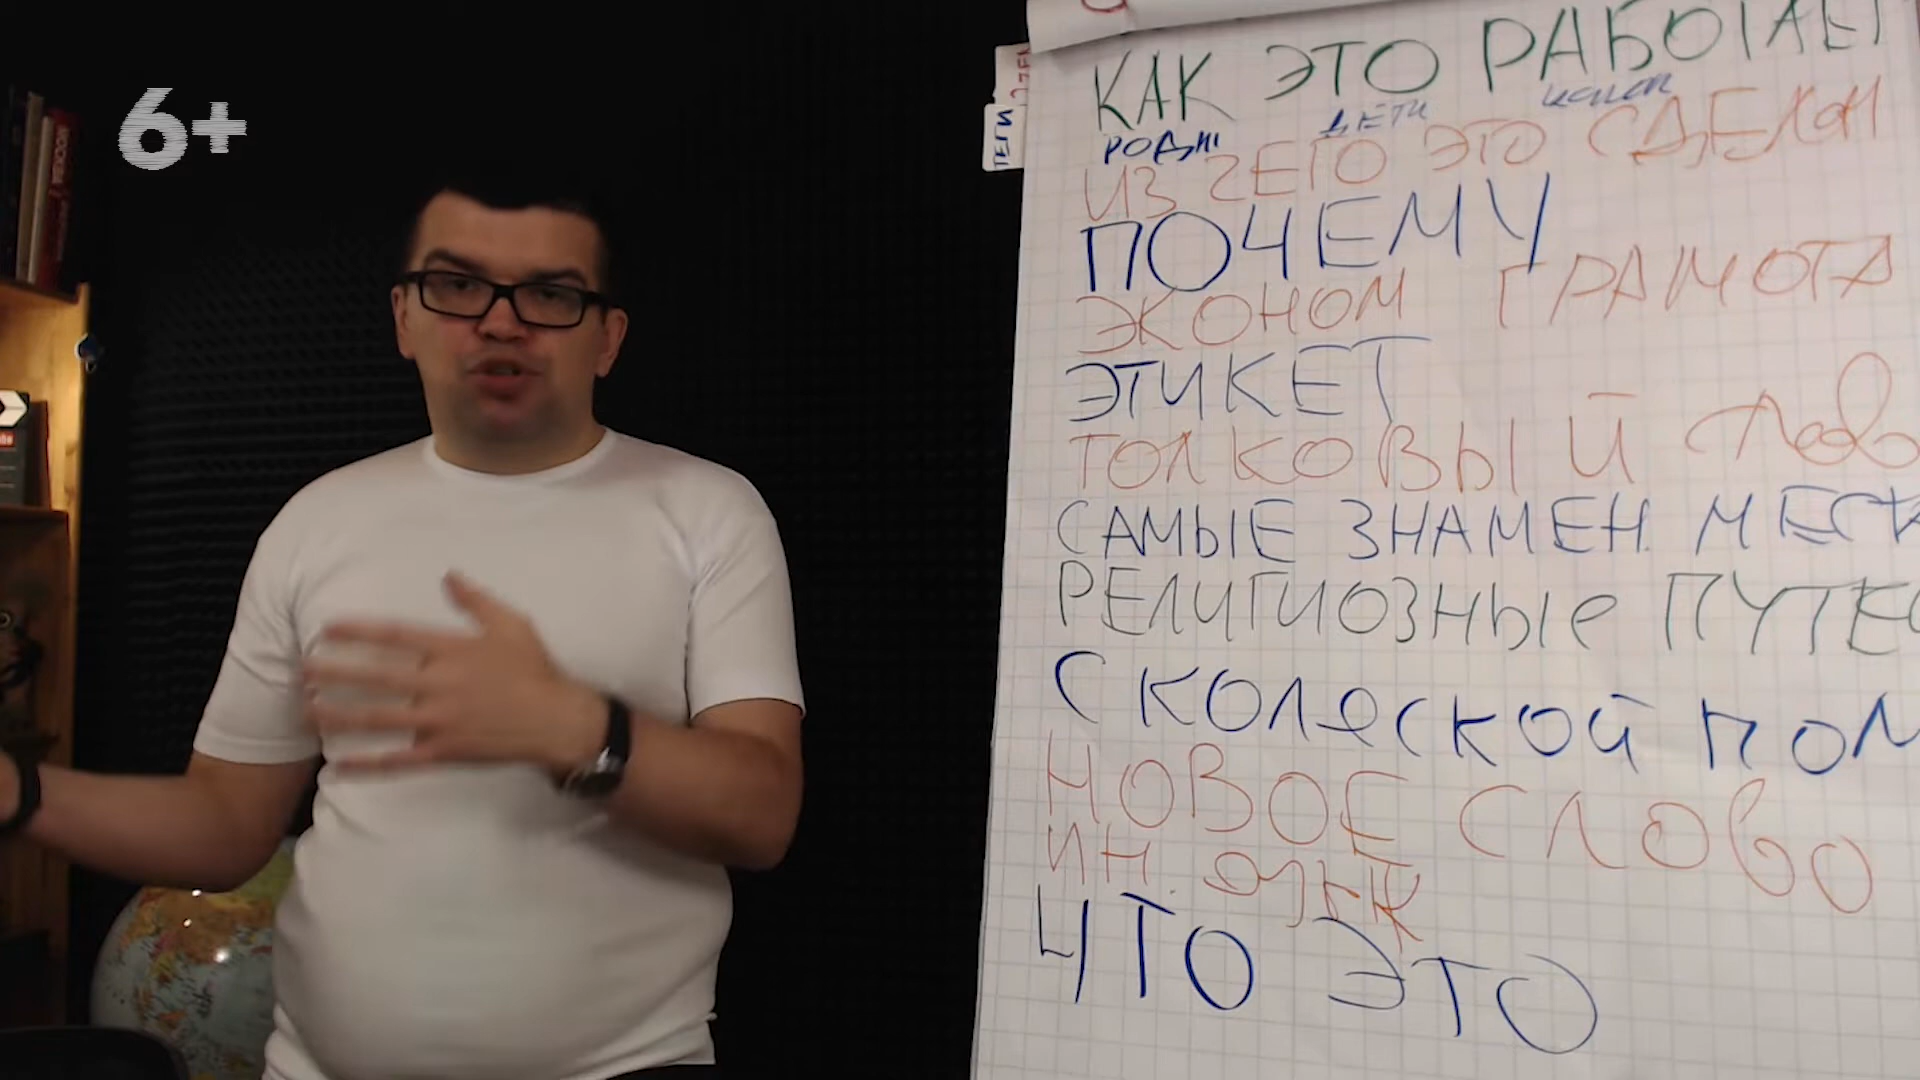 6+
ТЕГИ
КАК ЭТО РАБОТАЕТ
РОДИ ДЕТИ
ИЗ ЧЕГО ЭТО СДЕЛАН
ПОЧЕМУ
ЭКОНОМ ГРАМОТА
ЭТИКЕТ
ТОЛКОВЫЙ
САМЫЕ ЗНАМЕН. МЕСТ
РЕЛИГИОЗНЫЕ ПУТЕ
С КОЛЯСКОЙ ПО
НОВОЕ СЛОВО
ИН.
ЧТО ЭТО